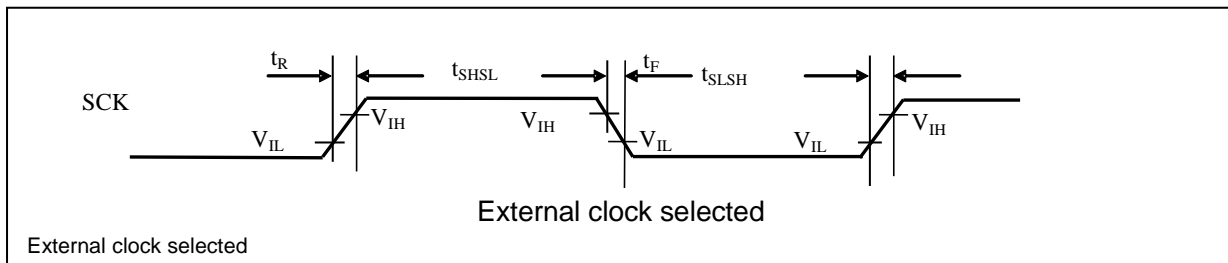 tR tSHSL tF tSLSH
SCK
VIH VIH VIH
VIL VIL VIL
External clock selected
External clock selected